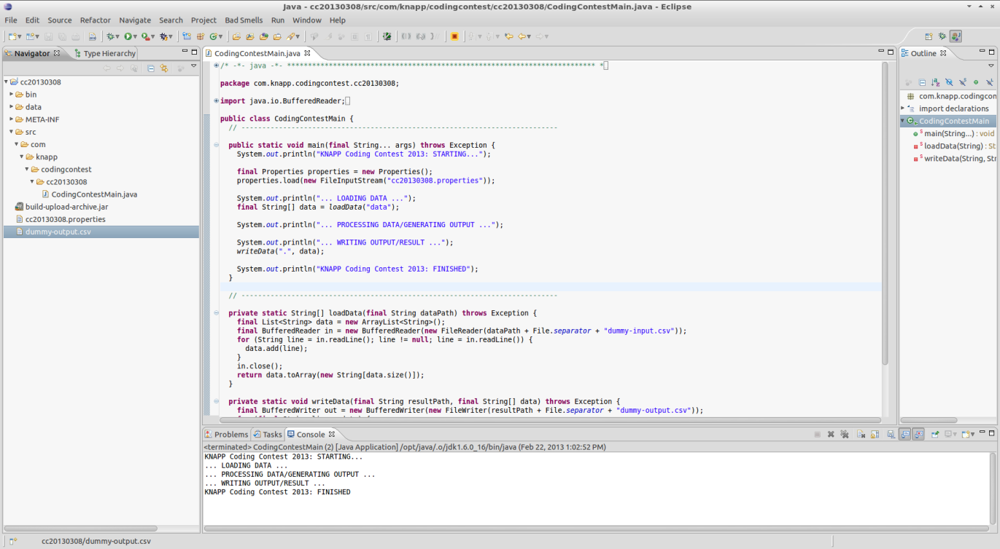 Java - cc20130308/src/com/knapp/codingcontest/cc20130308/CodingContestMain.java - Eclipse
File Edit Source Refactor Navigate Search Project Bad Smells Run Window Help
Navigator Type Hierarchy
cc20130308
bin
data
META-INF
src
com
knapp
codingcontest
cc20130308
CodingContestMain.java
build-upload-archive.jar
cc20130308.properties
dummy-output.csv
CodingContestMain.java
/* -*- java -*- ************************************************************************* *
package com.knapp.codingcontest.cc20130308;
import java.io.BufferedReader;
public class CodingContestMain {
// ---------------------------------------------------------------------------
public static void main(final String... args) throws Exception {
System.out.println("KNAPP Coding Contest 2013: STARTING...");
final Properties properties = new Properties();
properties.load(new FileInputStream("cc20130308.properties"));
System.out.println("... LOADING DATA ...");
final String[] data = loadData("data");
System.out.println("... PROCESSING DATA/GENERATING OUTPUT ...");
System.out.println("... WRITING OUTPUT/RESULT ...");
writeData(".", data);
System.out.println("KNAPP Coding Contest 2013: FINISHED");
}
// ---------------------------------------------------------------------------
private static String[] loadData(final String dataPath) throws Exception {
final List<String> data = new ArrayList<String>();
final BufferedReader in = new BufferedReader(new FileReader(dataPath + File.separator + "dummy-input.csv"));
for (String line = in.readLine(); line != null; line = in.readLine()) {
data.add(line);
}
in.close();
return data.toArray(new String[data.size()]);
}
private static void writeData(final String resultPath, final String[] data) throws Exception {
final BufferedWriter out = new BufferedWriter(new FileWriter(resultPath + File.separator + "dummy-output.csv"));
Outline
com.knapp.codingcon
import declarations
CodingContestMain
main(String...) : void
loadData(String) : St
writeData(String, Str
Problems Tasks Console
<terminated> CodingContestMain (2) [Java Application] /opt/java/.o/jdk1.6.0_16/bin/java (Feb 22, 2013 1:02:52 PM)
KNAPP Coding Contest 2013: STARTING...
... LOADING DATA ...
... PROCESSING DATA/GENERATING OUTPUT ...
... WRITING OUTPUT/RESULT ...
KNAPP Coding Contest 2013: FINISHED
cc20130308/dummy-output.csv